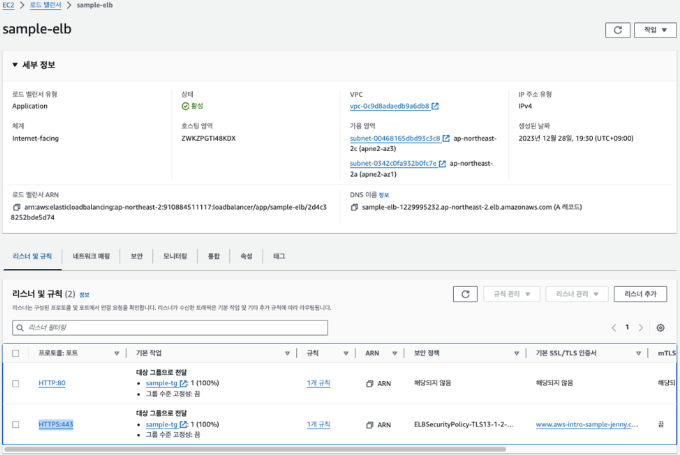 EC2 > 로드 밸런서 > sample-elb
sample-elb
작업 ▼
▼ 세부 정보
로드 밸런서 유형
Application
상태
활성
VPC
vpc-0c9d8adaedb9a6db8
IP 주소 유형
IPv4
체계
Internet-facing
호스팅 영역
ZWKZPGTI48KDX
가용 영역
subnet-00468165dbd93c3c8 ap-northeast-
2c (apne2-az3)
subnet-0342c0fa932b0fc7e ap-northeast-
2a (apne2-az1)
생성된 날짜
2023년 12월 28일, 19:30 (UTC+09:00)
로드 밸런서 ARN
arn:aws:elasticloadbalancing:ap-northeast-2:910884511117:loadbalancer/app/sample-elb/2d4c3
8252bde5d74
DNS 이름 정보
sample-elb-1229995232.ap-northeast-2.elb.amazonaws.com (A 레코드)
리스너 및 규칙 네트워크 매핑 보안 모니터링 통합 속성 태그
리스너 및 규칙 (2) 정보
규칙 관리 ▼ 리스너 관리 ▼ 리스너 추가
리스너는 구성된 프로토콜 및 포트에서 연결 요청을 확인합니다. 리스너가 수신한 트래픽은 기본 작업 및 기타 추가 규칙에 따라 라우팅됩니다.
리스너 필터링
< 1 >
프로토콜: 포트 기본 작업 규칙 ARN 보안 정책 기본 SSL/TLS 인증서 mTLS
HTTP:80
대상 그룹으로 전달
• sample-tg: 1 (100%)
• 그룹 수준 고정성: 끔
1개 규칙
ARN
해당되지 않음
해당되지 않음
해당되
HTTPS:443
대상 그룹으로 전달
• sample-tg: 1 (100%)
• 그룹 수준 고정성: 끔
1개 규칙
ARN
ELBSecurityPolicy-TLS13-1-2-...
www.aws-intro-sample-jenny.c...
끔